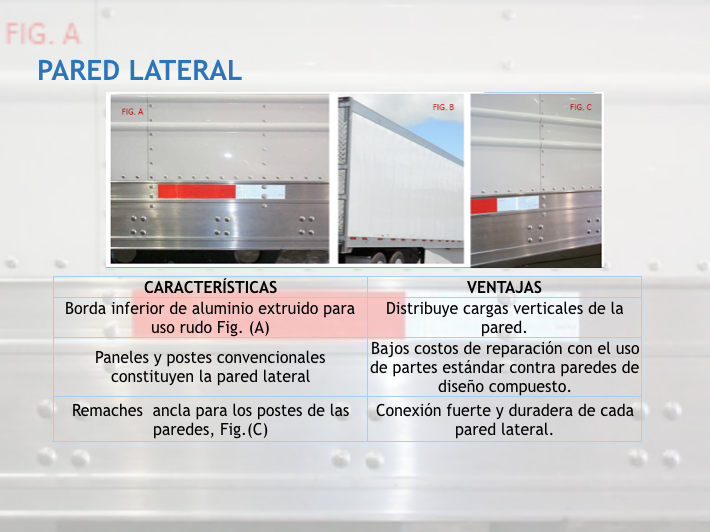 FIG. A
PARED LATERAL
FIG. A
FIG. B
FIG. C
CARACTERÍSTICAS
VENTAJAS
Borda inferior de aluminio extruido para
uso rudo Fig. (A)
Distribuye cargas verticales de la
pared.
Paneles y postes convencionales
constituyen la pared lateral
Bajos costos de reparación con el uso
de partes estándar contra paredes de
diseño compuesto.
Remaches  ancla para los postes de las
paredes, Fig.(C)
Conexión fuerte y duradera de cada
pared lateral.